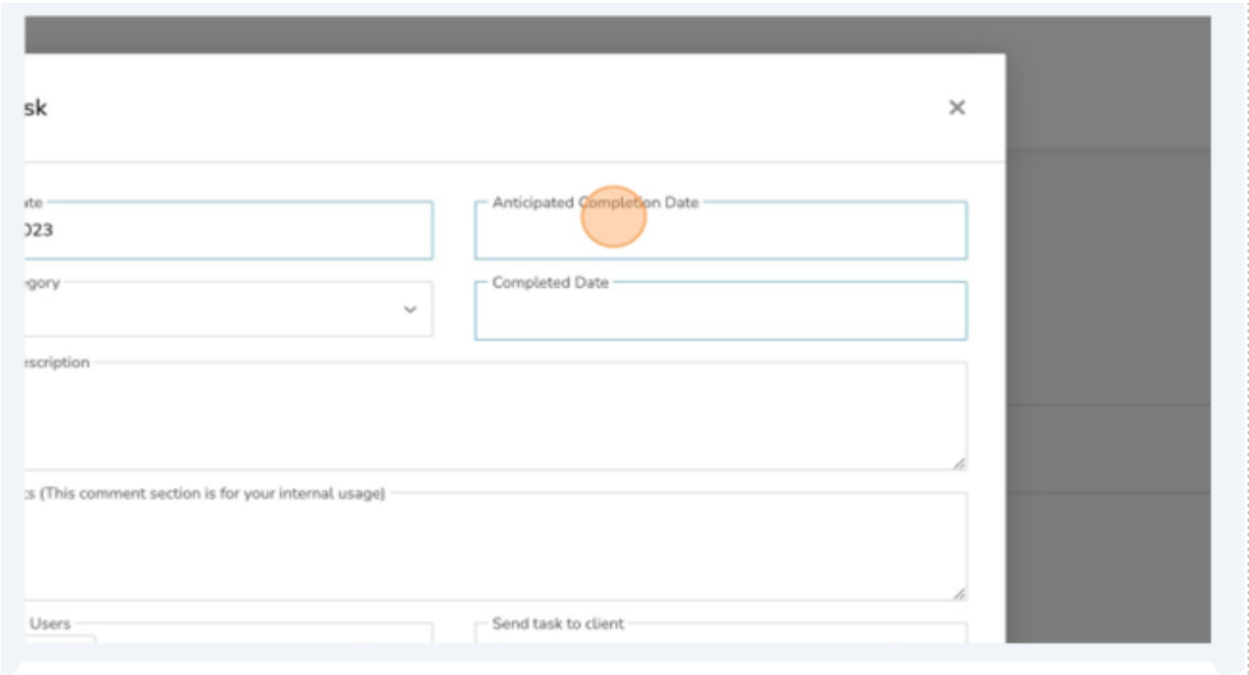 sk
ate
Anticipated Completion Date
023
egory
Completed Date
escription
ts (This comment section is for your internal usage)
Users
Send task to client